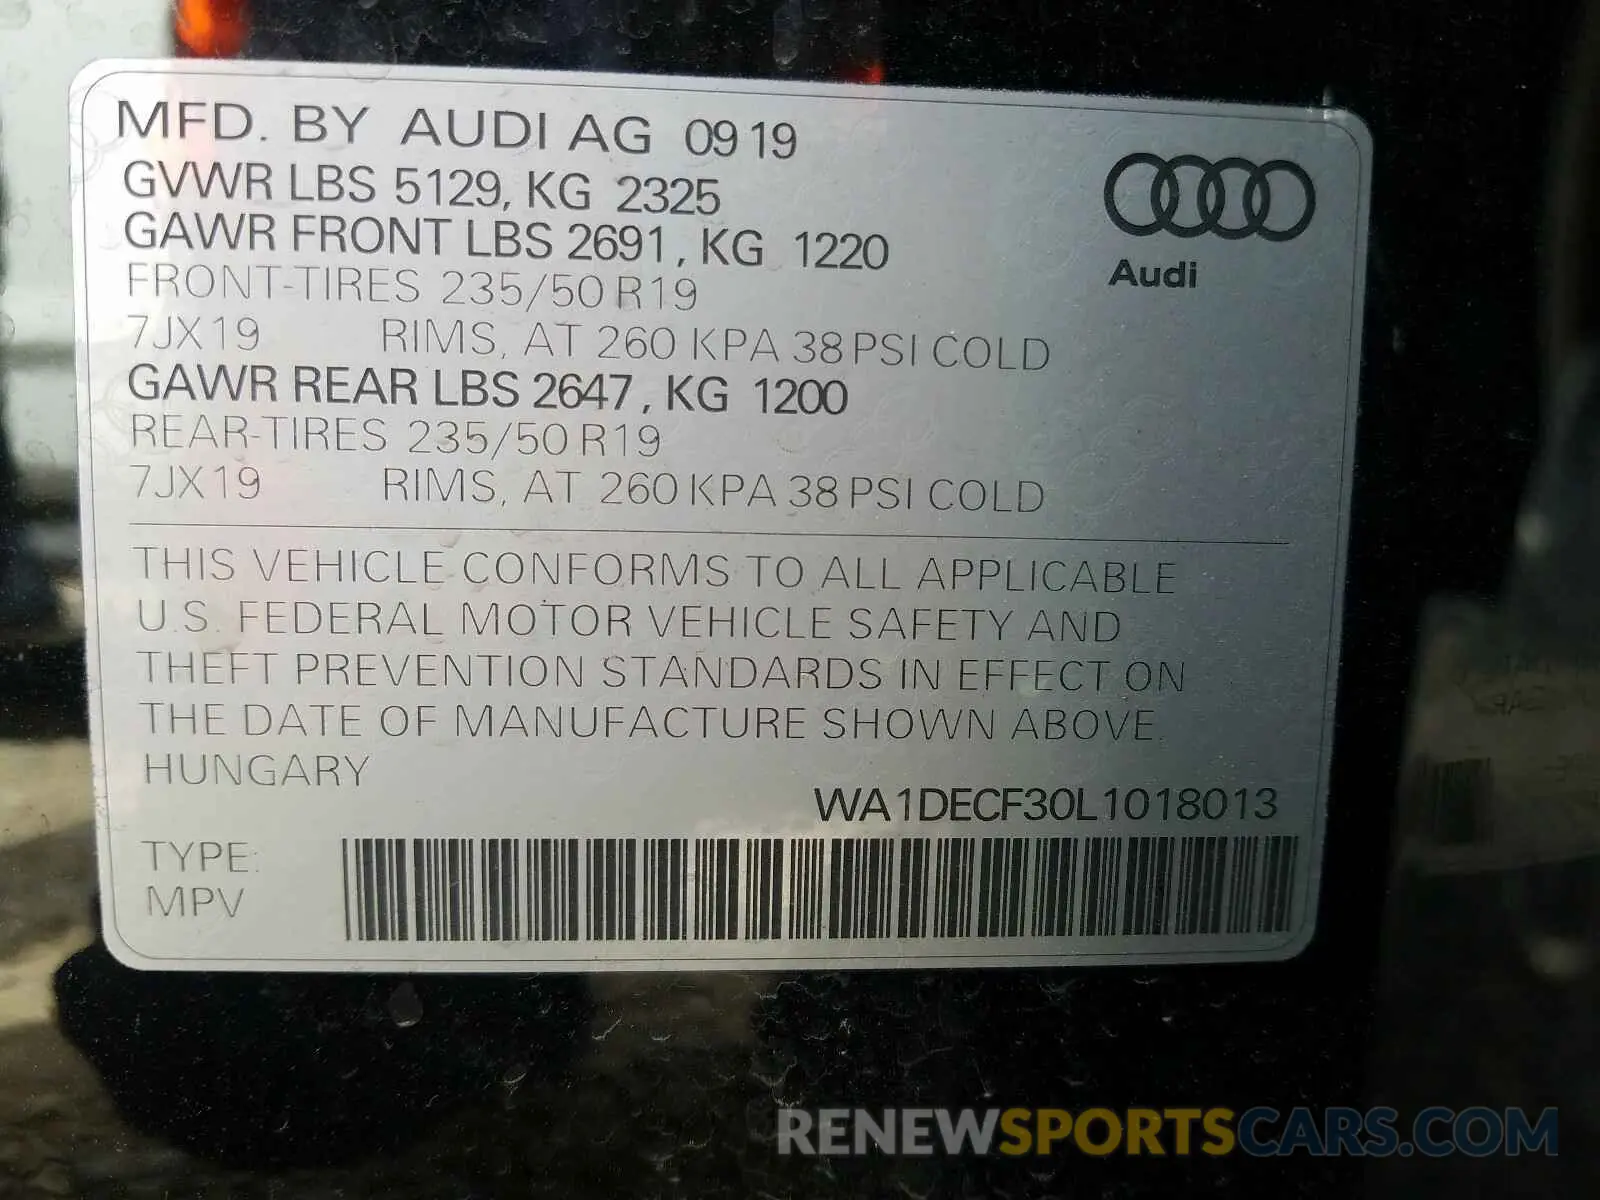 MFD. BY AUDI AG 09 19
GVWR LBS 5129, KG 2325
GAWR FRONT LBS 2691, KG 1220
FRONT-TIRES 235/50 R19
7JX19 RIMS, AT 260 KPA 38 PSI COLD
GAWR REAR LBS 2647, KG 1200
REAR-TIRES 235/50 R19
7JX19 RIMS, AT 260 KPA 38 PSI COLD
Audi
THIS VEHICLE CONFORMS TO ALL APPLICABLE
U.S. FEDERAL MOTOR VEHICLE SAFETY AND
THEFT PREVENTION STANDARDS IN EFFECT ON
THE DATE OF MANUFACTURE SHOWN ABOVE.
HUNGARY
WA1DECF30L1018013
TYPE:
MPV
RENEWSPORTSCARS.COM